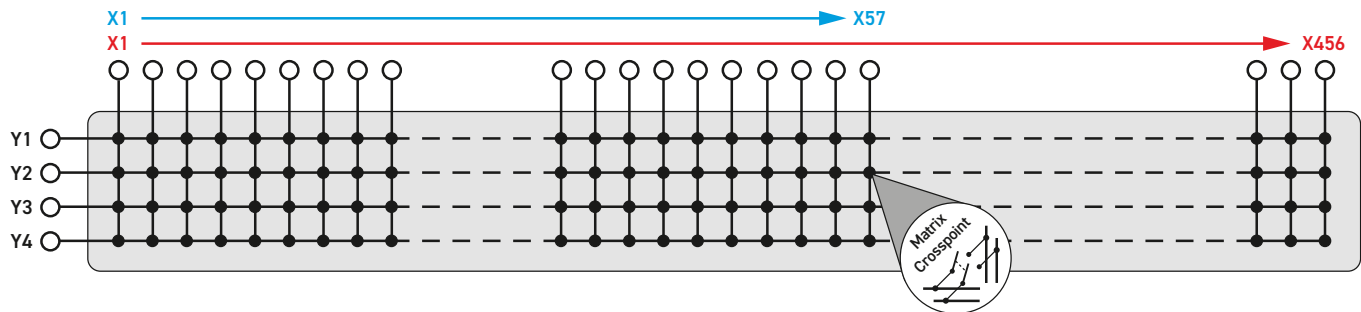 X1 X57
X1 X456
Y1
Y2
Y3
Y4
Matrix
Crosspoint